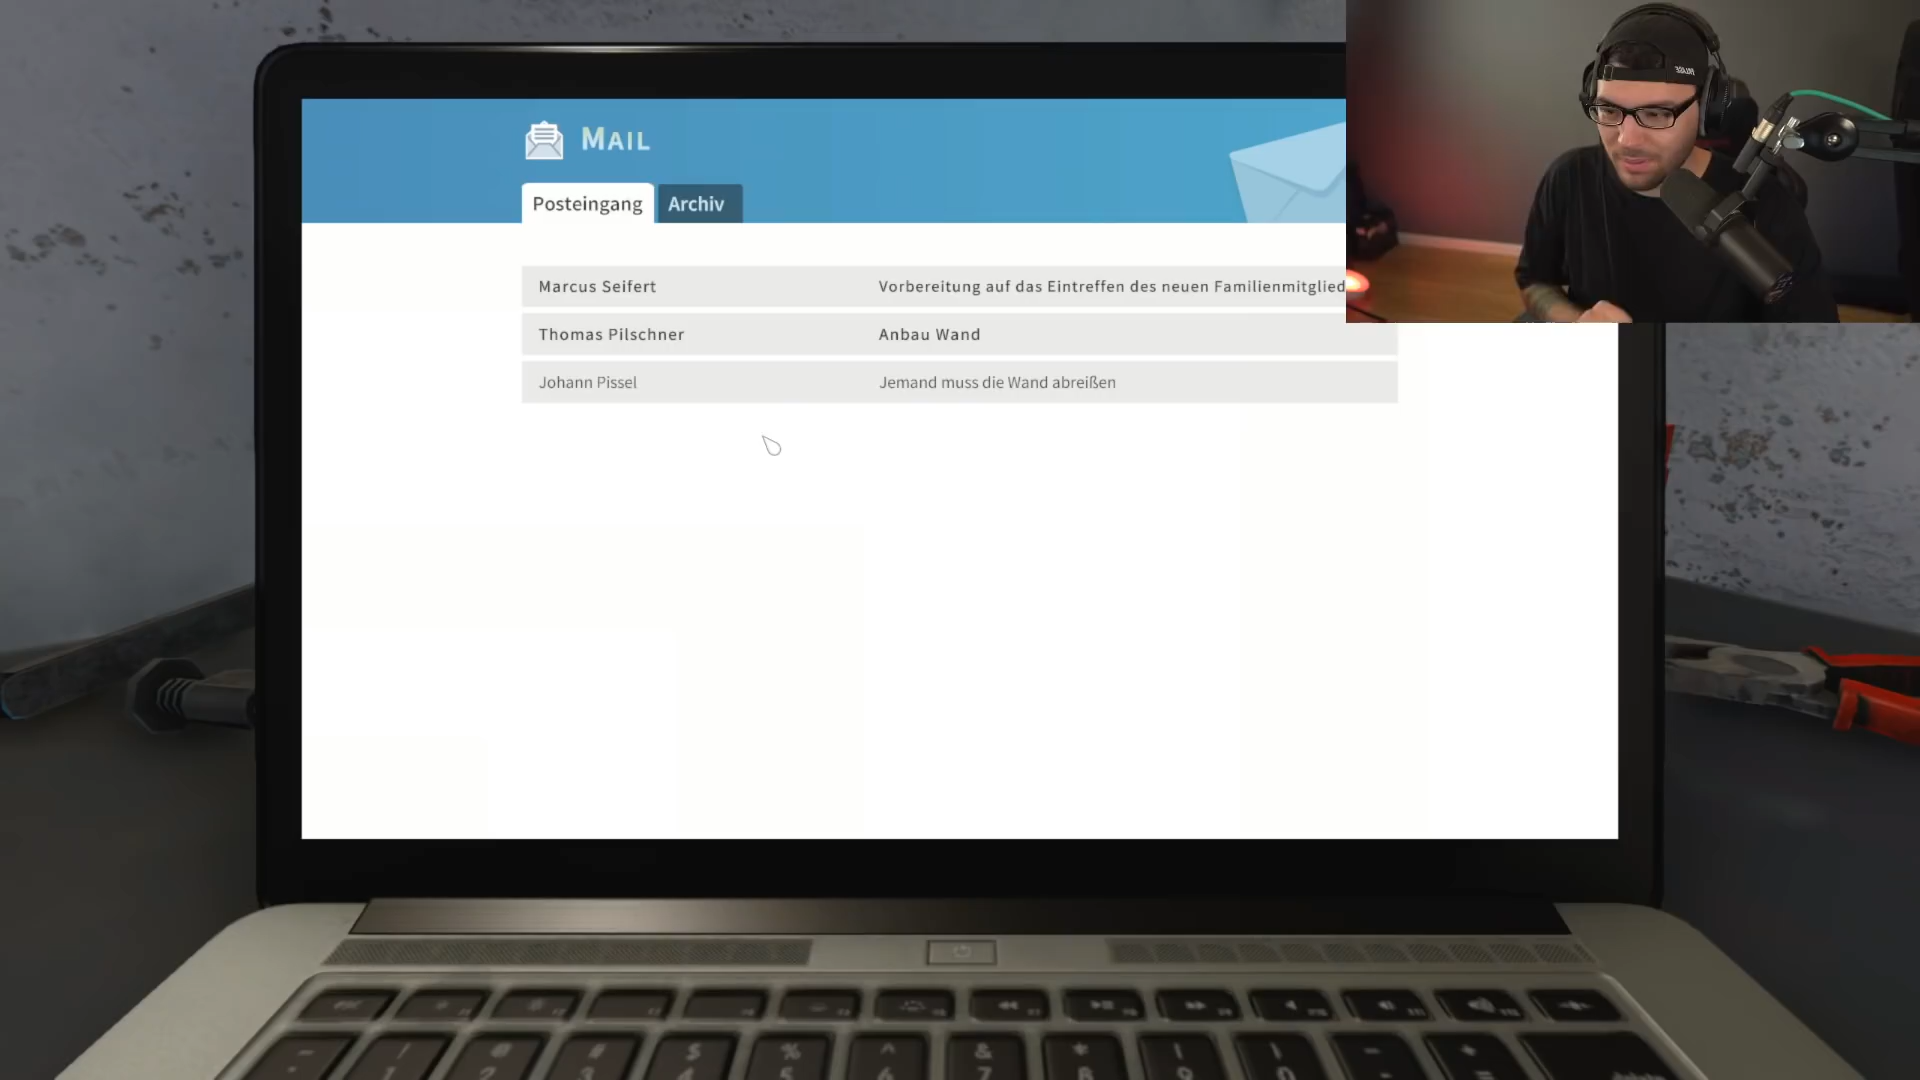 MAIL
Posteingang Archiv
Marcus Seifert Vorbereitung auf das Eintreffen des neuen Familienmitglied
Thomas Pilschner Anbau Wand
Johann Pissel Jemand muss die Wand abreißen